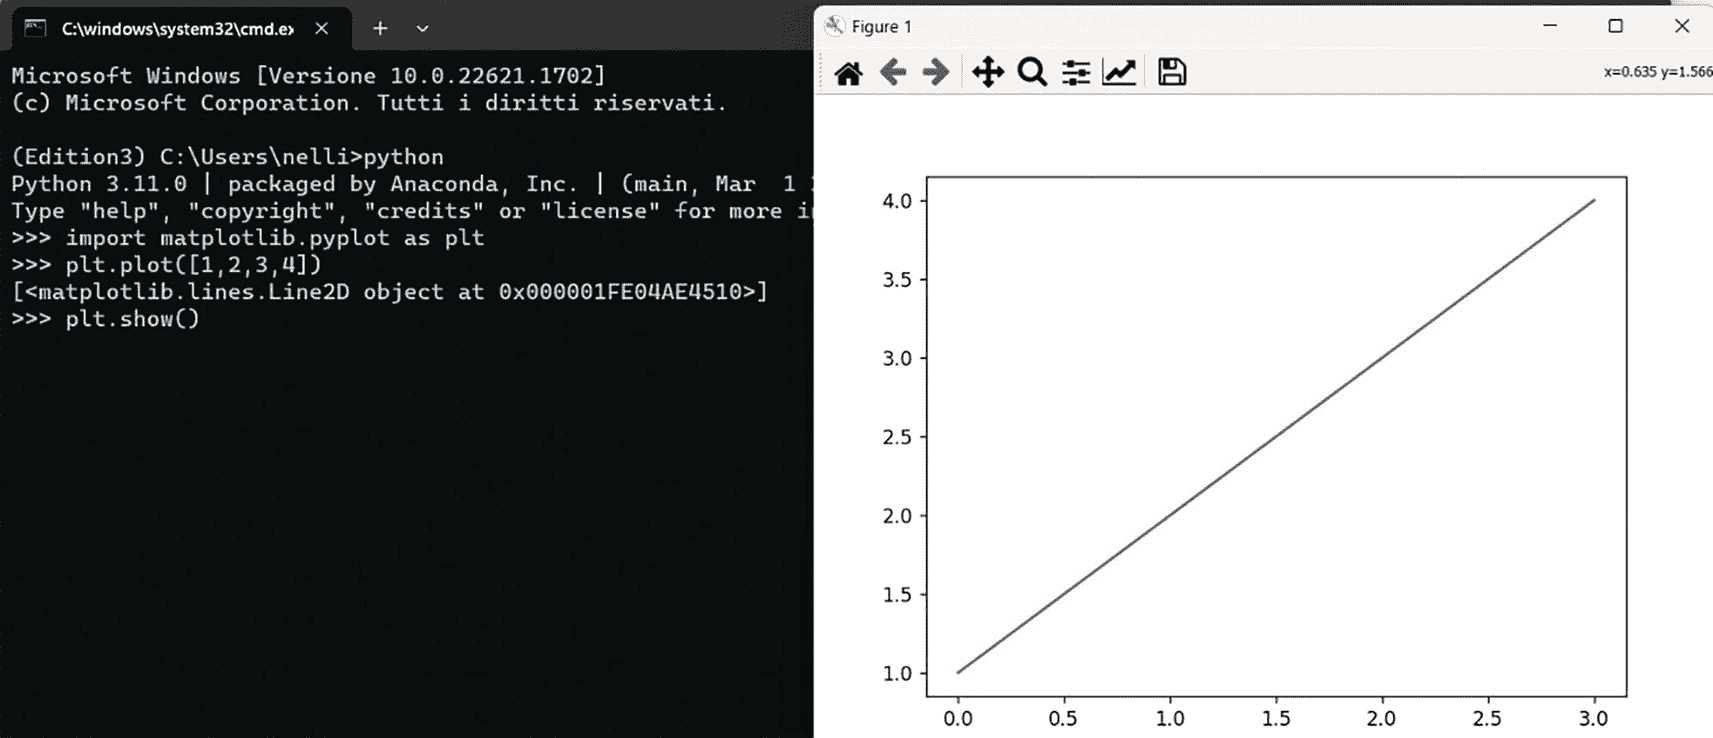 C:\windows\system32\cmd.ex
Microsoft Windows [Versione 10.0.22621.1702]
(c) Microsoft Corporation. Tutti i diritti riservati.
(Edition3) C:\Users\nelli>python
Python 3.11.0 | packaged by Anaconda, Inc. | (main, Mar  1
Type "help", "copyright", "credits" or "license" for more
>>> import matplotlib.pyplot as plt
>>> plt.plot([1,2,3,4])
[<matplotlib.lines.Line2D object at 0x000001FE04AE4510>]
>>> plt.show()
Figure 1
x=0.635 y=1.566
4.0
3.5
3.0
2.5
2.0
1.5
1.0
0.0 0.5 1.0 1.5 2.0 2.5 3.0